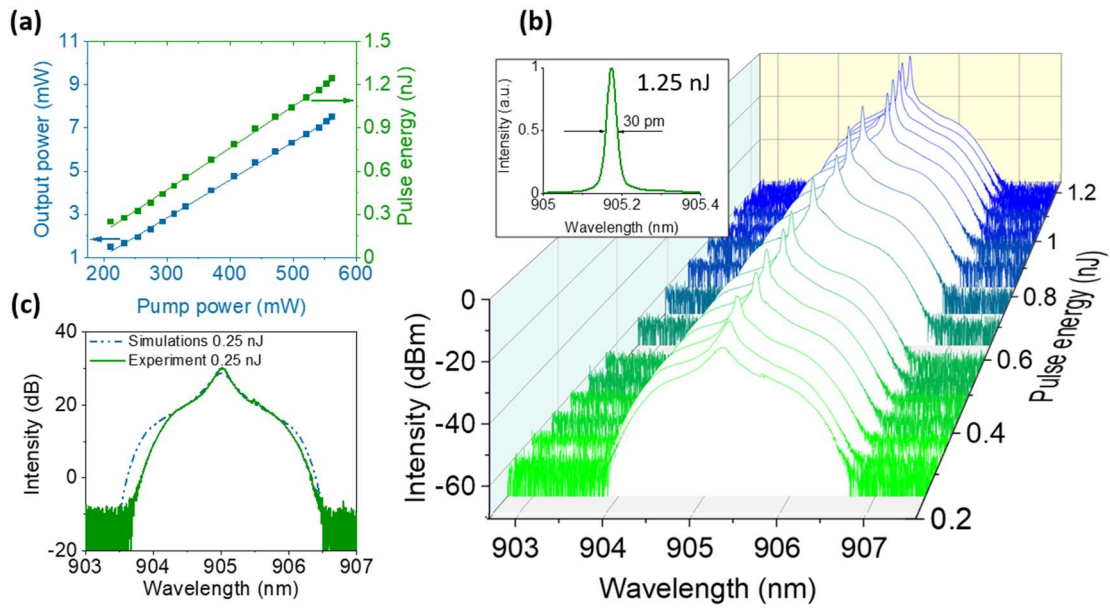 (a)
11
9
7
5
3
1
Output power (mW)
1.5
1.2
0.9
0.6
0.3
0
Pulse energy (nJ)
200 300 400 500 600
Pump power (mW)
(b)
Intensity (a.u.)
1
0.5
0
1.25 nJ
30 pm
905 905.2 905.4
Wavelength (nm)
0
-20
-40
-60
Intensity (dBm)
903 904 905 906 907
Wavelength (nm)
0.2
0.4
0.6
0.8
1
1.2
Pulse energy (nJ)
(c)
40
20
0
-20
Intensity (dB)
Simulations 0.25 nJ
Experiment 0.25 nJ
903 904 905 906 907
Wavelength (nm)